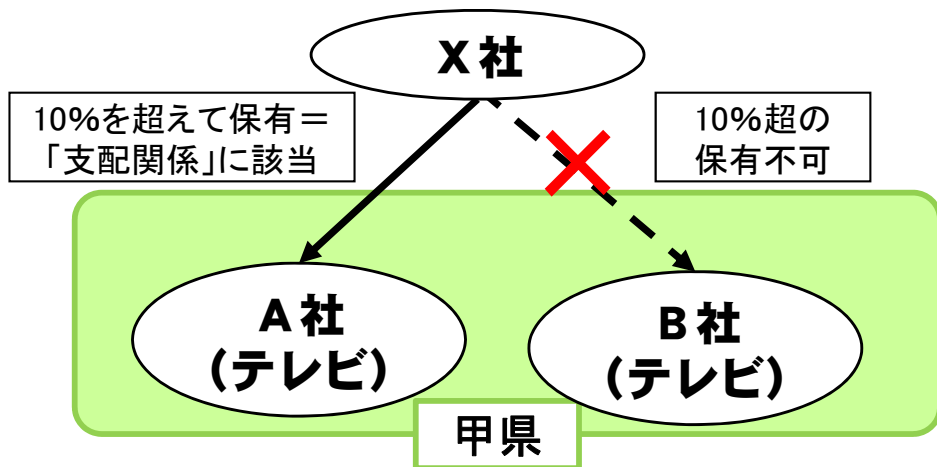 X社
10%を超えて保有＝
「支配関係」に該当
10%超の
保有不可
A社
(テレビ)
B社
(テレビ)
甲県